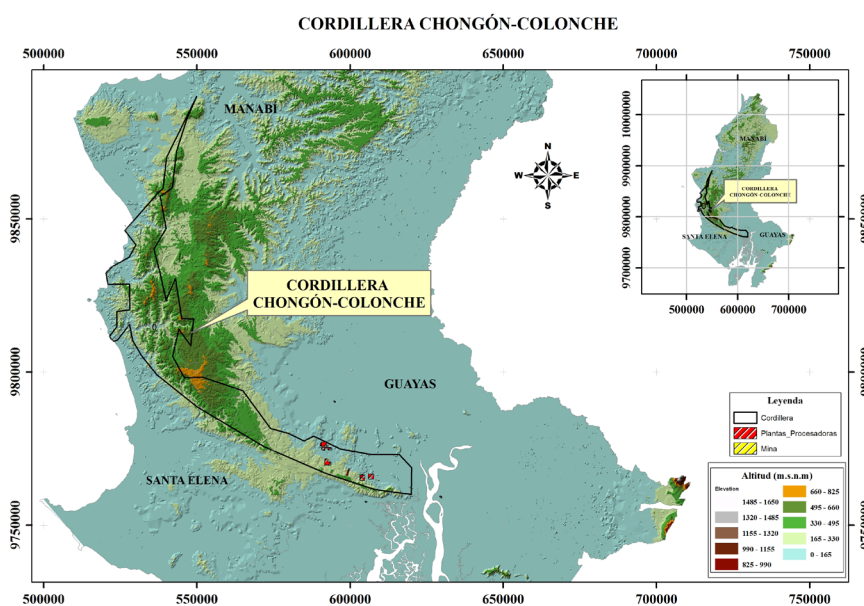 CORDILLERA CHONGÓN-COLONCHE
500000 550000 600000 700000 750000
MANABÍ
N
W E
S
9850000
10000000
9900000
9800000
9700000
MANABÍ
CORDILLERA
CHONGÓN-COLONCHE
SANTA ELENA
GUAYAS
500000 600000 700000
CORDILLERA
CHONGÓN-COLONCHE
9800000
GUAYAS
SANTA ELENA
9750000
Leyenda
Cordillera
Plantas_Procesadoras
Mina
Altitud (m.s.n.m)
Elevation
1485 - 1650
1320 - 1485
1155 - 1320
990 - 1155
825 - 990
660 - 825
495 - 660
330 - 495
165 - 330
0 - 165
500000 550000 600000 650000 700000 750000